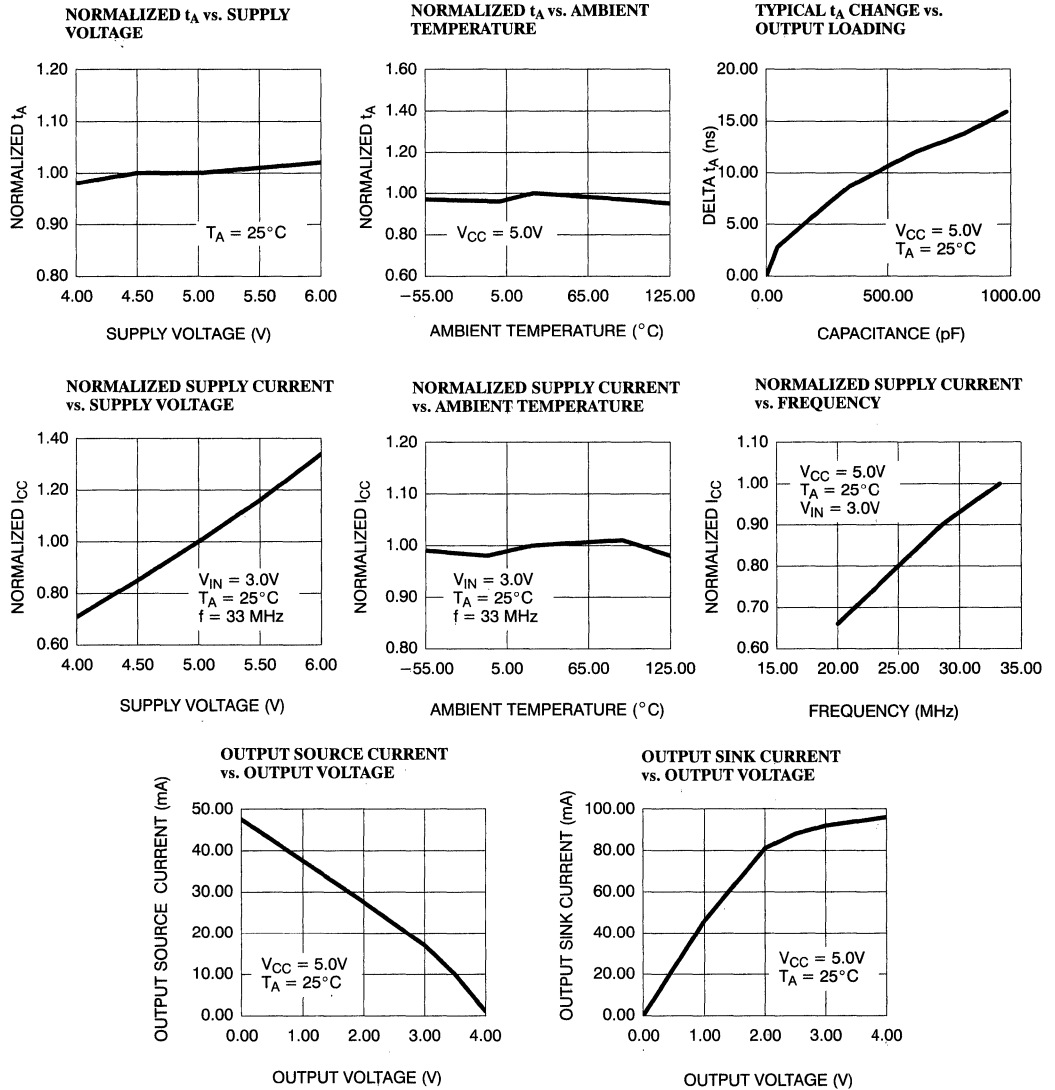 NORMALIZED tA vs. SUPPLY
VOLTAGE
1.20
1.10
1.00
0.90
0.80
NORMALIZED tA
TA = 25°C
4.00 4.50 5.00 5.50 6.00
SUPPLY VOLTAGE (V)
NORMALIZED tA vs. AMBIENT
TEMPERATURE
1.60
1.40
1.20
1.00
0.80
0.60
NORMALIZED tA
VCC = 5.0V
−55.00 5.00 65.00 125.00
AMBIENT TEMPERATURE (°C)
TYPICAL tA CHANGE vs.
OUTPUT LOADING
20.00
15.00
10.00
5.00
0.00
DELTA tA (ns)
VCC = 5.0V
TA = 25°C
0.00 500.00 1000.00
CAPACITANCE (pF)
NORMALIZED SUPPLY CURRENT
vs. SUPPLY VOLTAGE
1.40
1.20
1.00
0.80
0.60
NORMALIZED ICC
VIN = 3.0V
TA = 25°C
f = 33 MHz
4.00 4.50 5.00 5.50 6.00
SUPPLY VOLTAGE (V)
NORMALIZED SUPPLY CURRENT
vs. AMBIENT TEMPERATURE
1.20
1.10
1.00
0.90
0.80
NORMALIZED ICC
VIN = 3.0V
TA = 25°C
f = 33 MHz
−55.00 5.00 65.00 125.00
AMBIENT TEMPERATURE (°C)
NORMALIZED SUPPLY CURRENT
vs. FREQUENCY
1.10
1.00
0.90
0.80
0.70
0.60
NORMALIZED ICC
VCC = 5.0V
TA = 25°C
VIN = 3.0V
15.00 20.00 25.00 30.00 35.00
FREQUENCY (MHz)
OUTPUT SOURCE CURRENT
vs. OUTPUT VOLTAGE
50.00
40.00
30.00
20.00
10.00
0.00
OUTPUT SOURCE CURRENT (mA)
VCC = 5.0V
TA = 25°C
0.00 1.00 2.00 3.00 4.00
OUTPUT VOLTAGE (V)
OUTPUT SINK CURRENT
vs. OUTPUT VOLTAGE
100.00
80.00
60.00
40.00
20.00
0.00
OUTPUT SINK CURRENT (mA)
VCC = 5.0V
TA = 25°C
0.00 1.00 2.00 3.00 4.00
OUTPUT VOLTAGE (V)